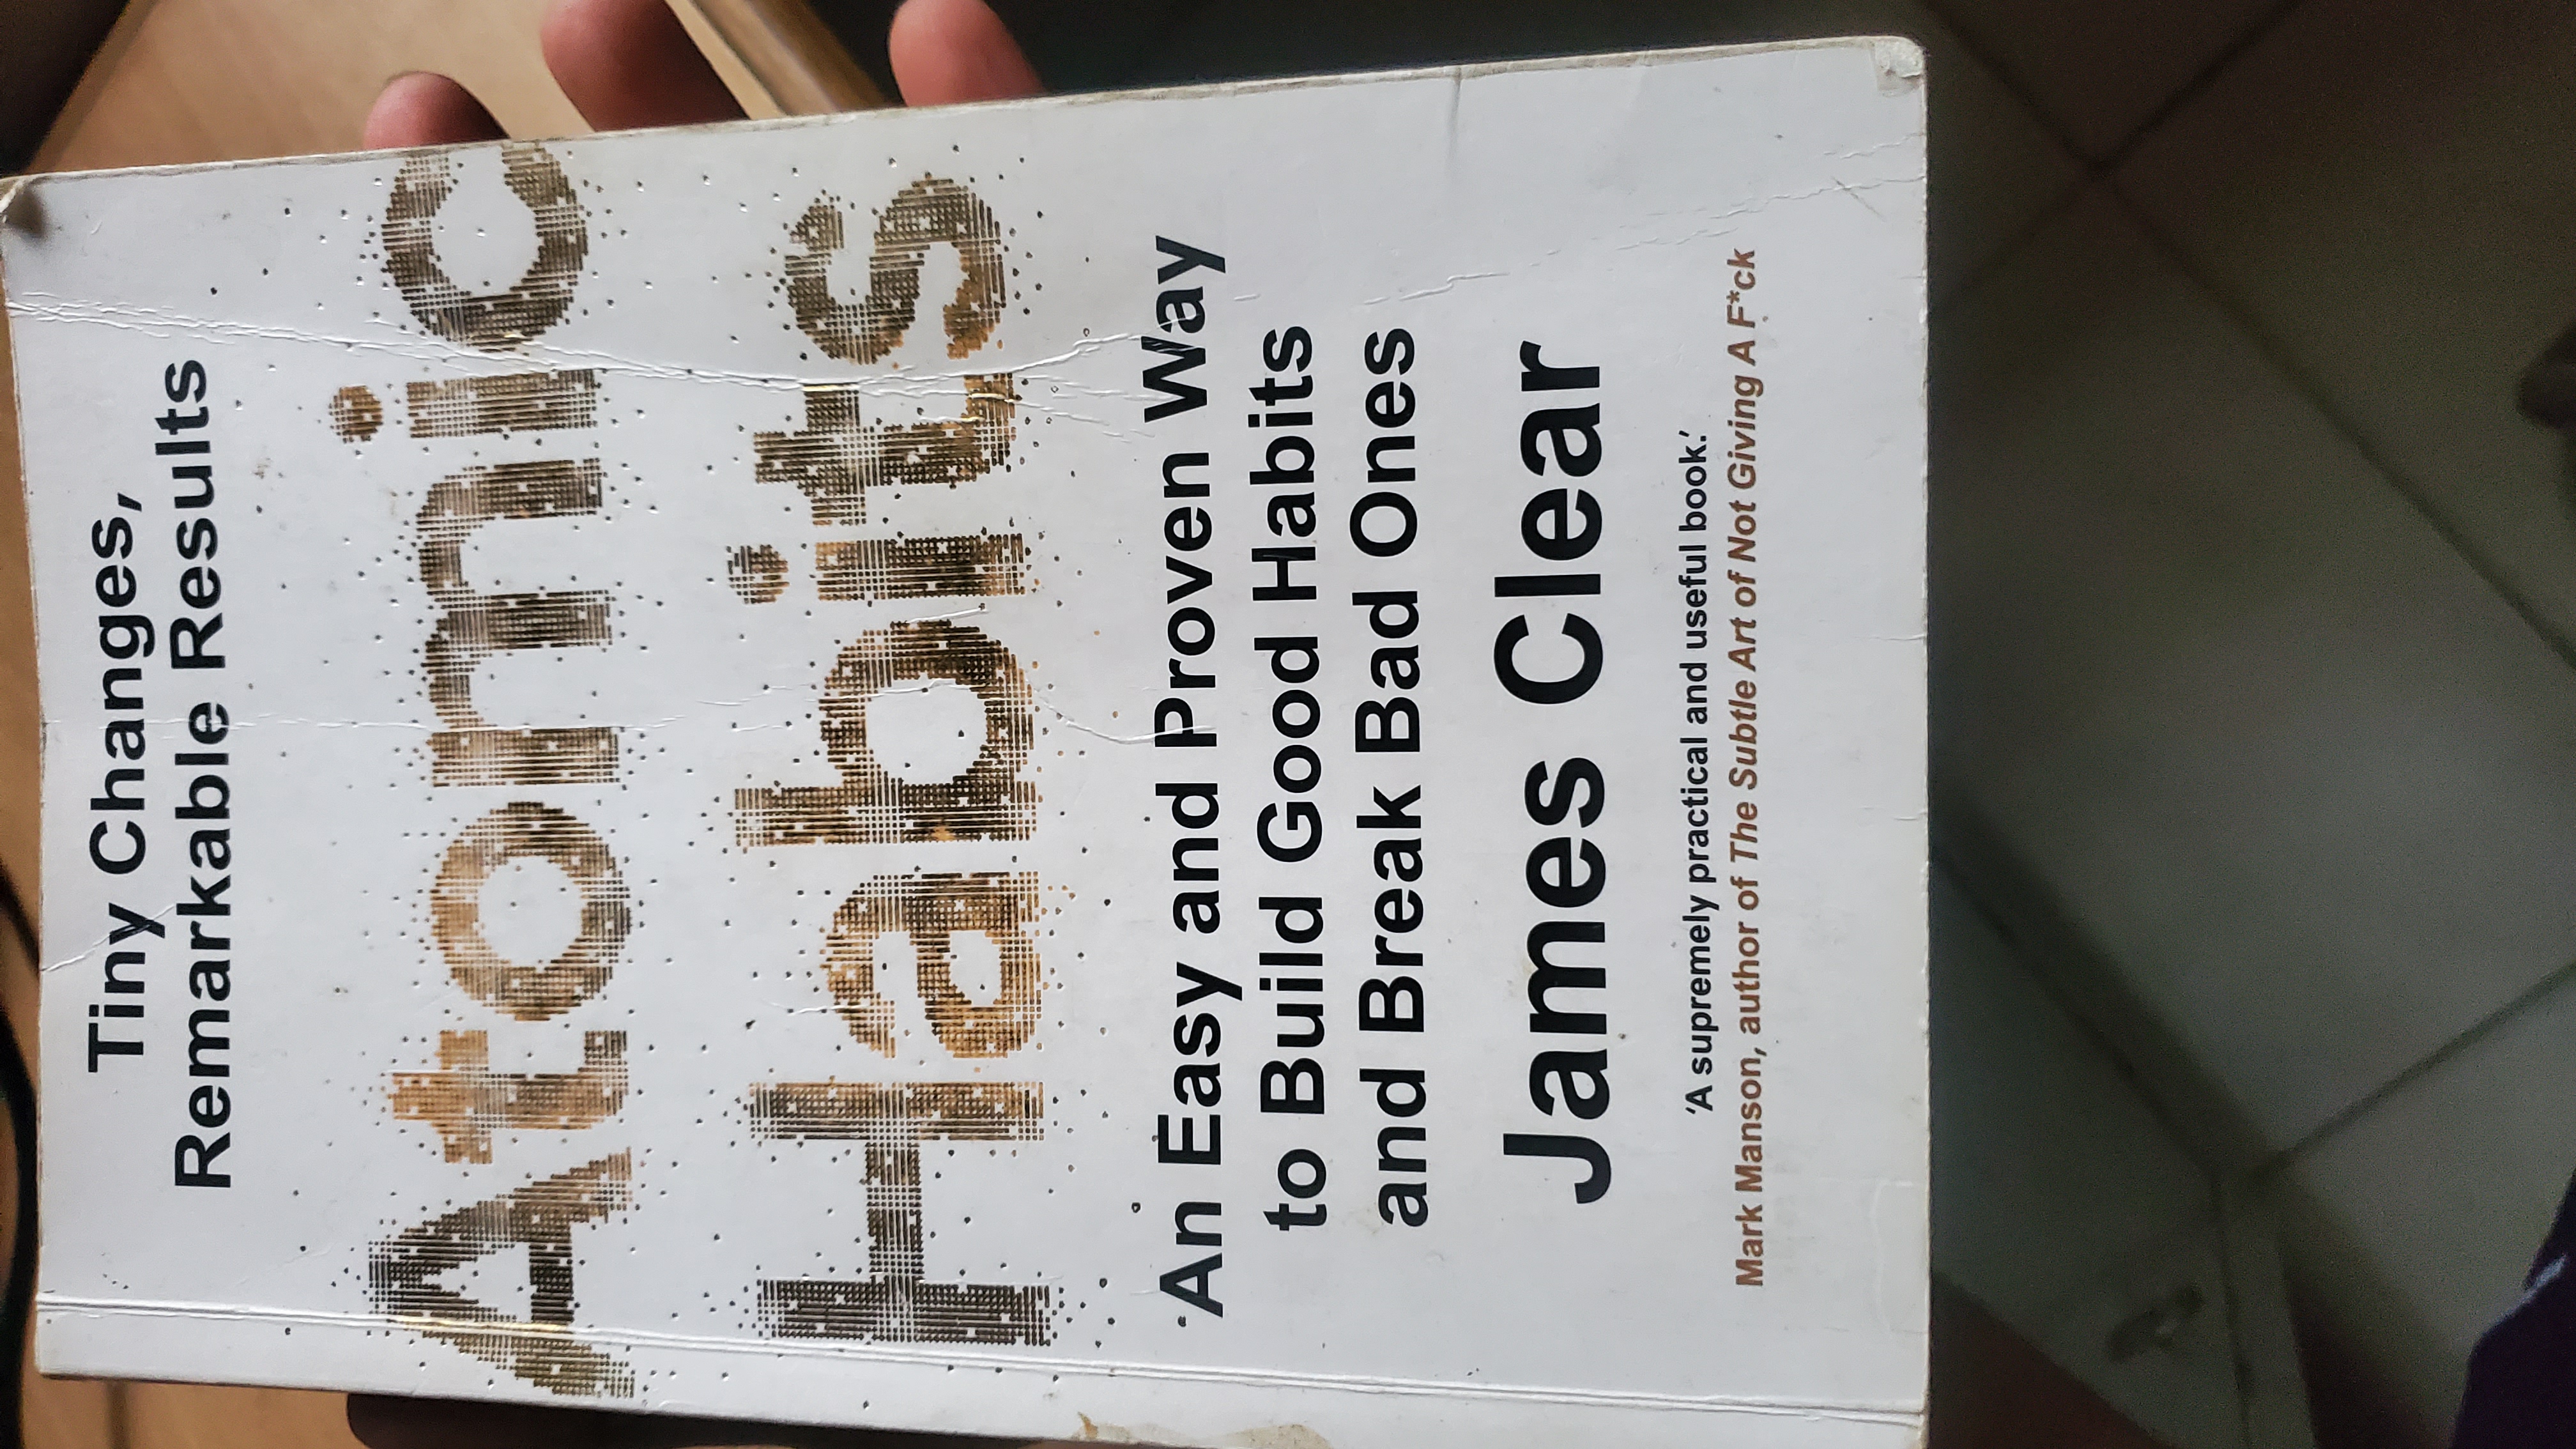 Tiny Changes,
Remarkable Results
Atomic
Habits
An Easy and Proven Way
to Build Good Habits
and Break Bad Ones
James Clear
‘A supremely practical and useful book.’
Mark Manson, author of The Subtle Art of Not Giving A F*ck